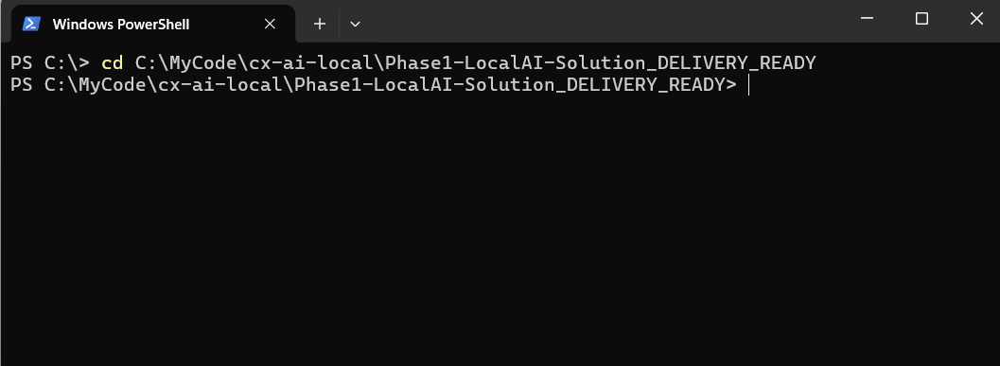 Windows PowerShell
PS C:\> cd C:\MyCode\cx-ai-local\Phase1-LocalAI-Solution_DELIVERY_READY
PS C:\MyCode\cx-ai-local\Phase1-LocalAI-Solution_DELIVERY_READY>